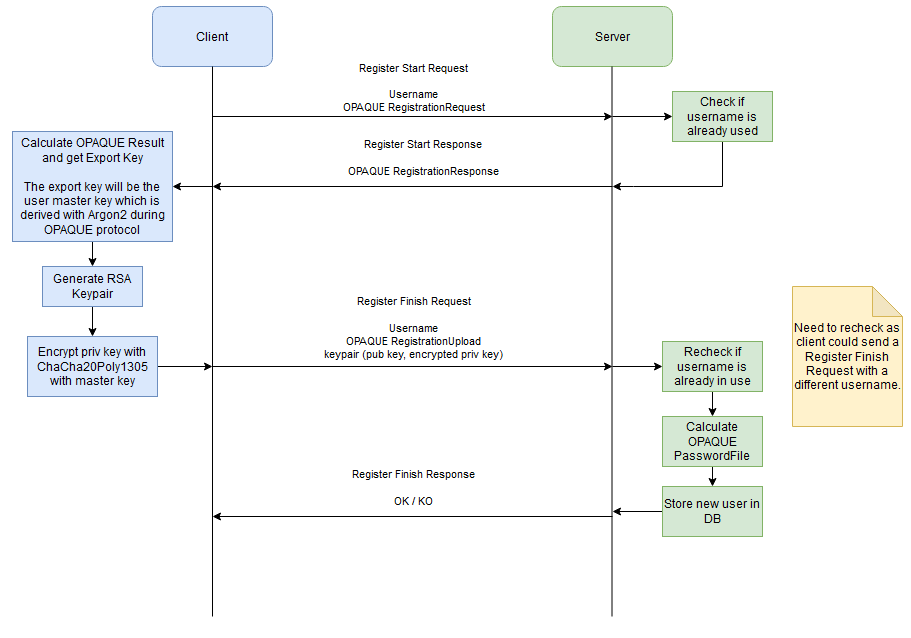 Client
Server
Register Start Request
Username
OPAQUE RegistrationRequest
Check if
username is
already used
Register Start Response
OPAQUE RegistrationResponse
Calculate OPAQUE Result
and get Export Key
The export key will be the
user master key which is
derived with Argon2 during
OPAQUE protocol
Generate RSA
Keypair
Encrypt priv key with
ChaCha20Poly1305
with master key
Register Finish Request
Username
OPAQUE RegistrationUpload
keypair (pub key, encrypted priv key)
Recheck if
username is
already in use
Need to recheck as
client could send a
Register Finish
Request with a
different username.
Calculate
OPAQUE
PasswordFile
Store new user in
DB
Register Finish Response
OK / KO